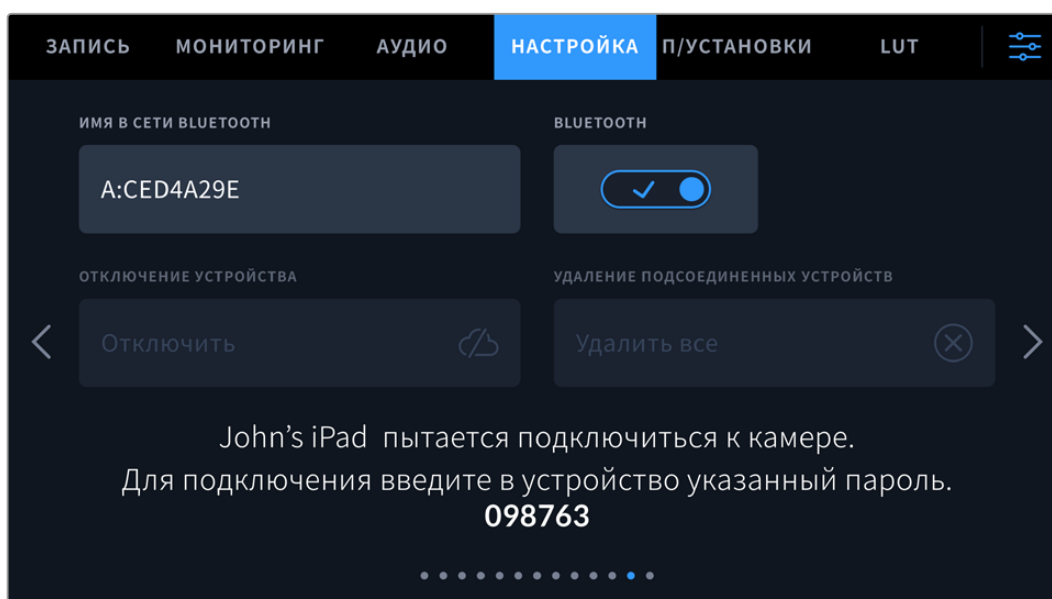 ЗАПИСЬ МОНИТОРИНГ АУДИО НАСТРОЙКА П/УСТАНОВКИ LUT
ИМЯ В СЕТИ BLUETOOTH BLUETOOTH
A:CED4A29E
ОТКЛЮЧЕНИЕ УСТРОЙСТВА УДАЛЕНИЕ ПОДСОЕДИНЕННЫХ УСТРОЙСТВ
Отключить Удалить все
John’s iPad пытается подключиться к камере.
Для подключения введите в устройство указанный пароль.
098763